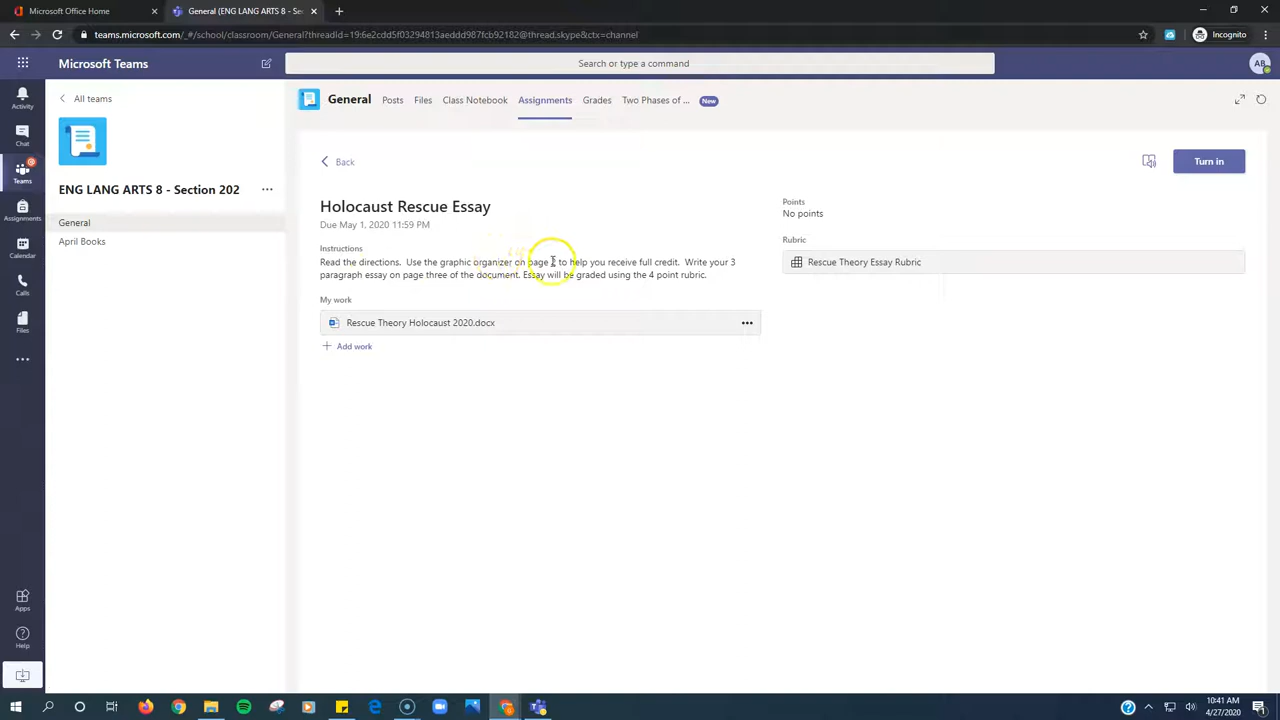 Microsoft Office Home
General (ENG LANG ARTS 8 - Sec
teams.microsoft.com/_#/school/classroom/General?threadId=19:6e2cdd5f03294813aeddd987fcb92182@thread.skype&ctx=channel
Incognito
Microsoft Teams
Search or type a command
AB
Activity
All teams
General
Posts
Files
Class Notebook
Assignments
Grades
Two Phases of ...
New
Chat
Teams
Back
Turn in
ENG LANG ARTS 8 - Section 202
Assignments
General
April Books
Holocaust Rescue Essay
Due May 1, 2020 11:59 PM
Points
No points
Calendar
Instructions
Rubric
Read the directions. Use the graphic organizer on page to help you receive full credit. Write your 3
paragraph essay on page three of the document. Essay will be graded using the 4 point rubric.
Rescue Theory Essay Rubric
Calls
My work
Files
Rescue Theory Holocaust 2020.docx
Add work
Apps
Help
10:41 AM
4/27/2020